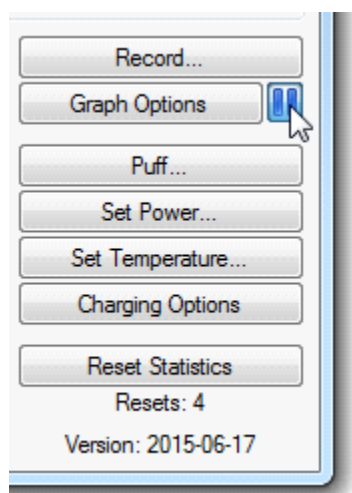 Record...
Graph Options
Puff...
Set Power...
Set Temperature...
Charging Options
Reset Statistics
Resets: 4
Version: 2015-06-17